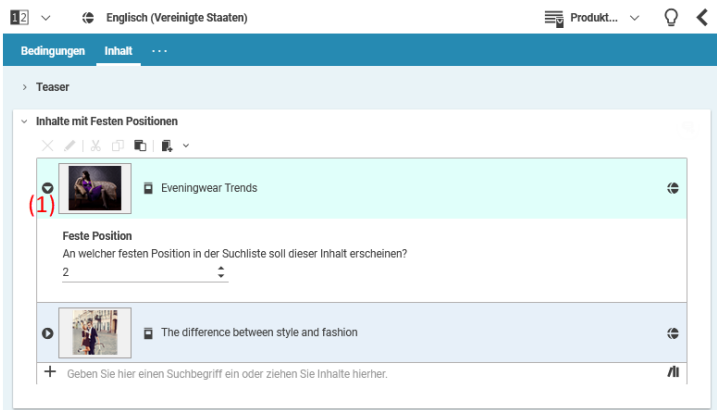 12 Englisch (Vereinigte Staaten) Produkt...
Bedingungen Inhalt ...
Teaser
Inhalte mit Festen Positionen
Eveningwear Trends
(1)
Feste Position
An welcher festen Position in der Suchliste soll dieser Inhalt erscheinen?
2
The difference between style and fashion
Geben Sie hier einen Suchbegriff ein oder ziehen Sie Inhalte hierher.